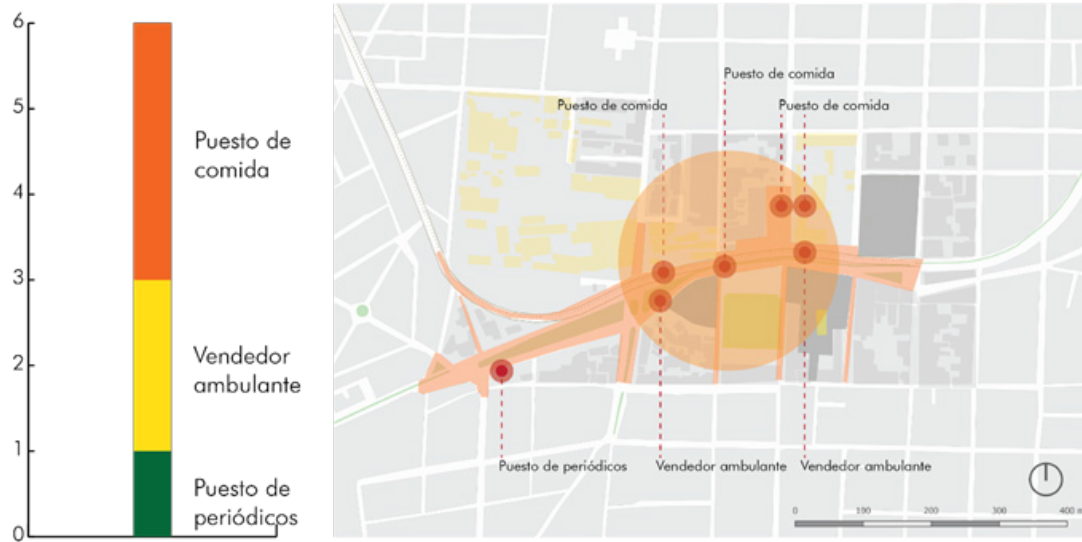 6
5
4
3
2
1
0
Puesto de
comida
Vendedor
ambulante
Puesto de
periódicos
Puesto de comida
Puesto de comida
Puesto de comida
Puesto de periódicos
Vendedor ambulante
Vendedor ambulante
0
100
200
300
400 m